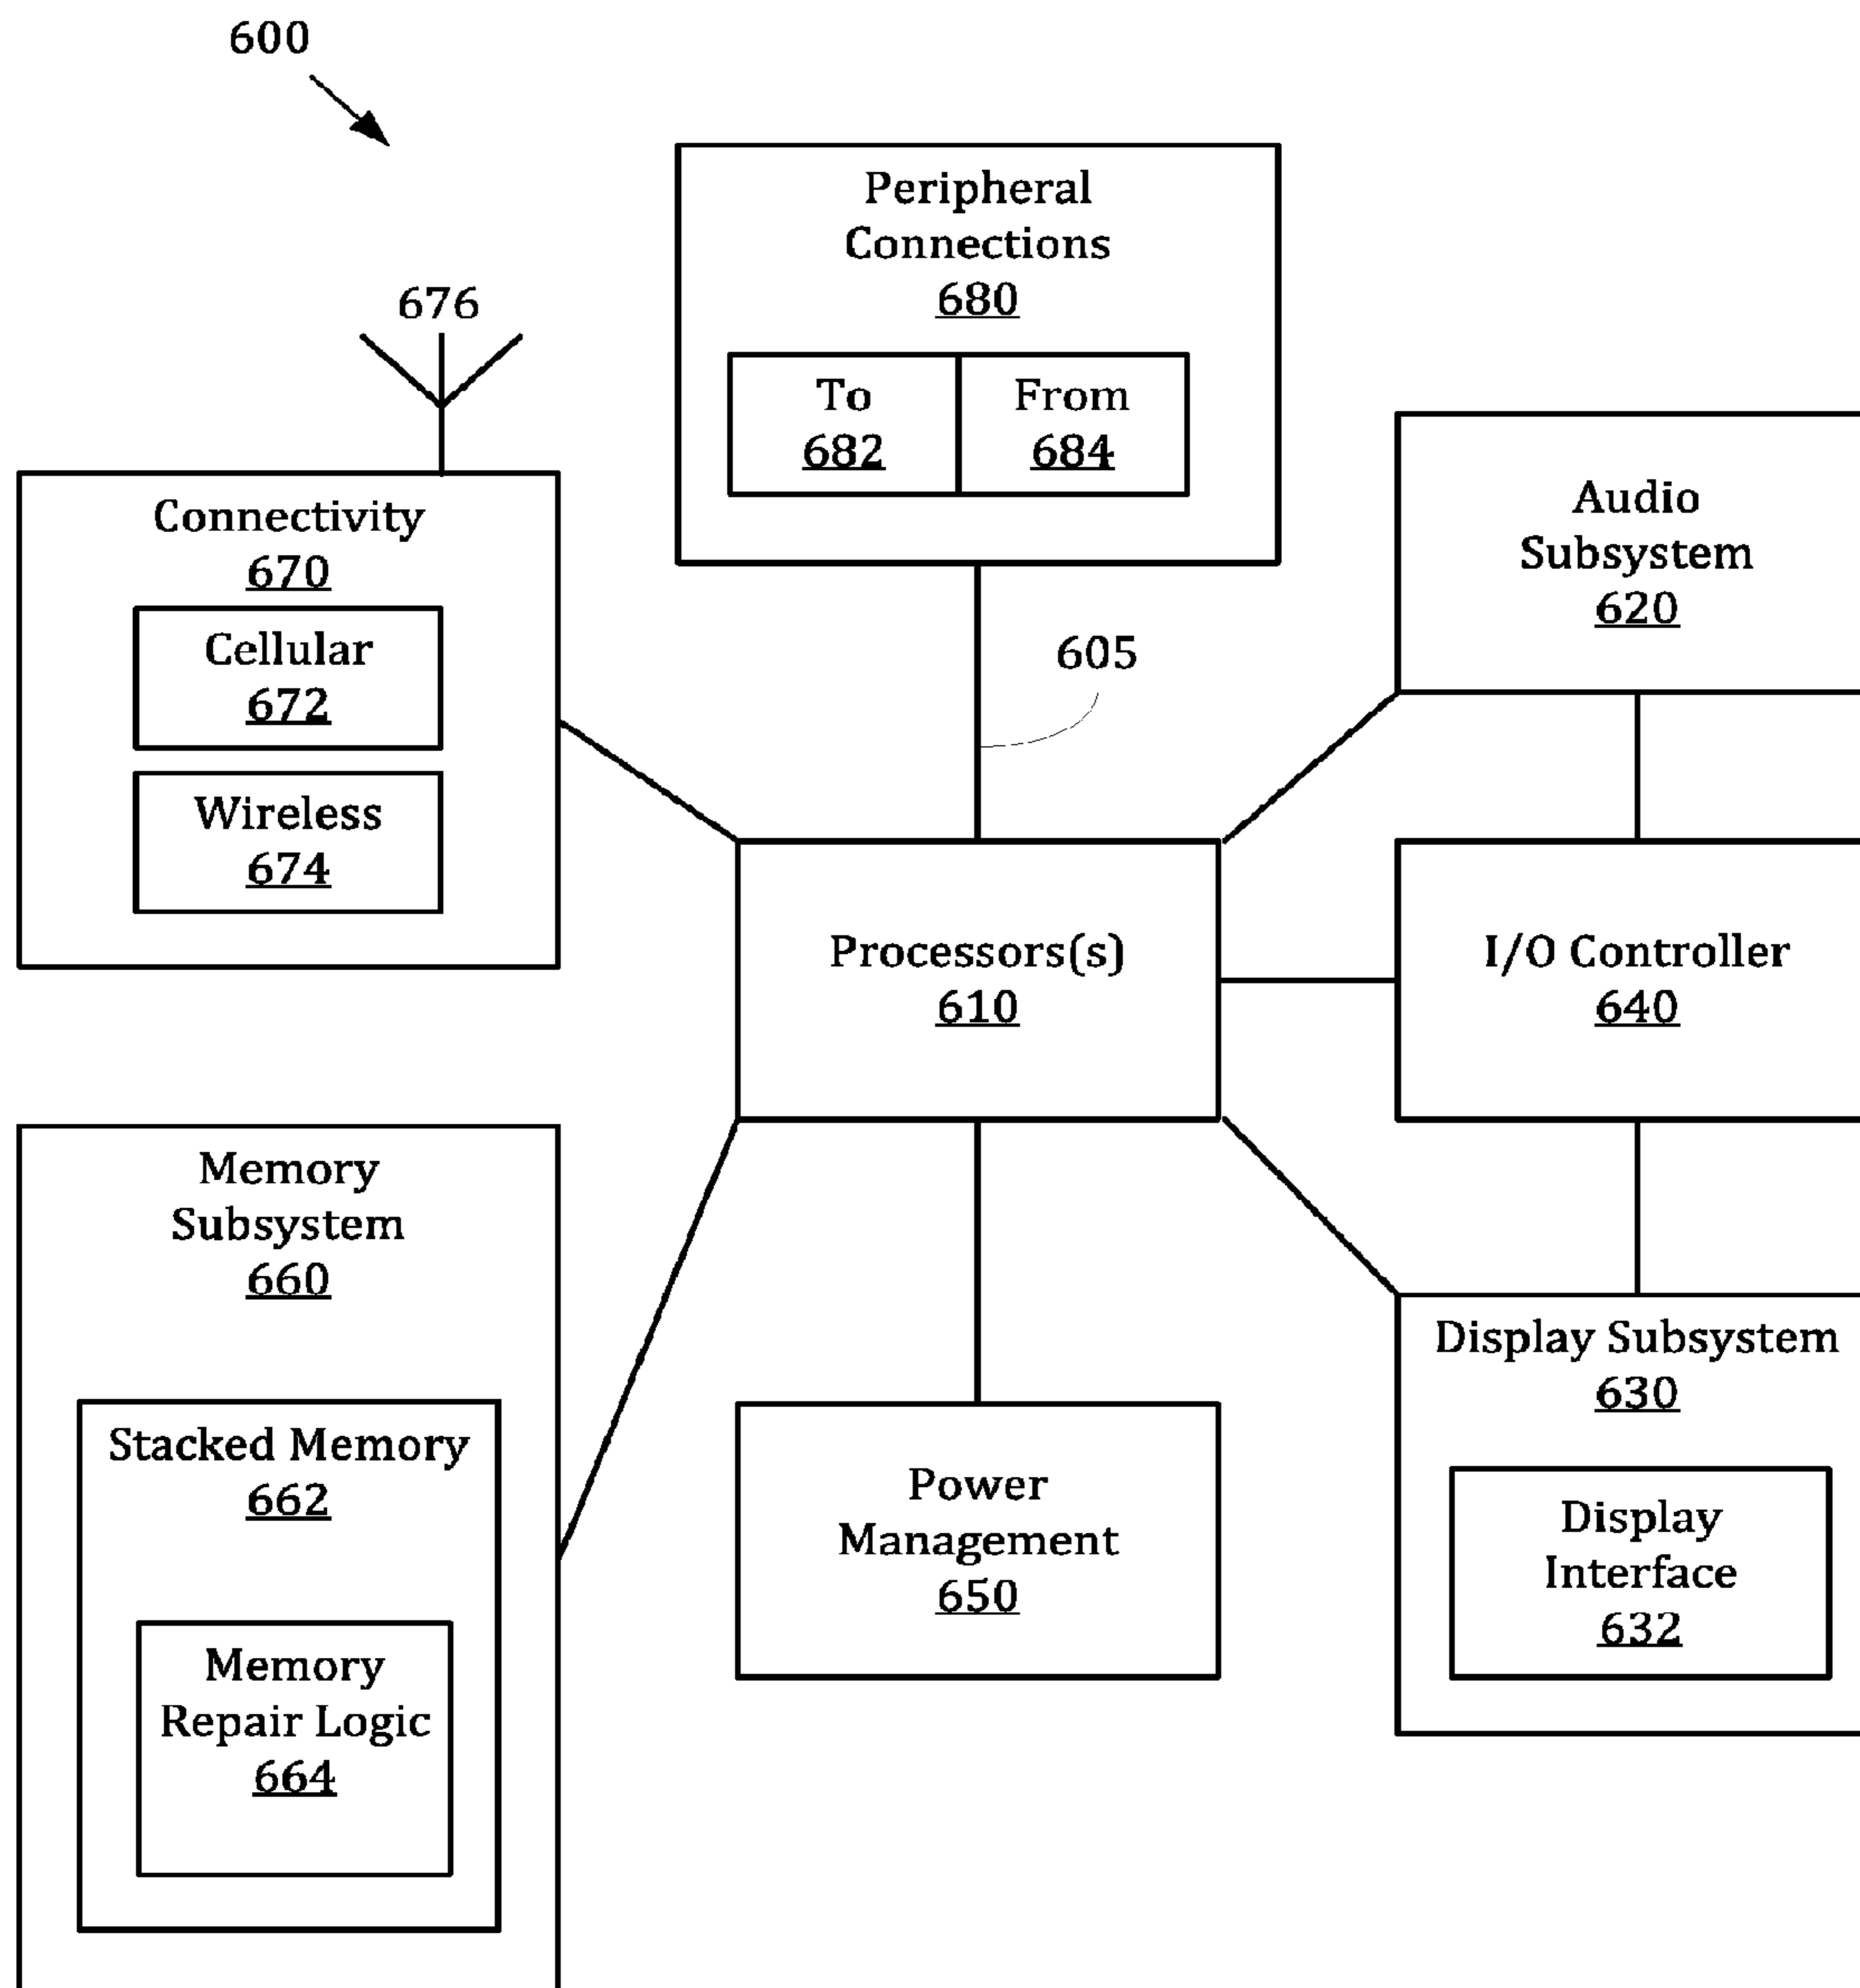 600
Peripheral
Connections
680
To
682
From
684
676
Connectivity
670
Cellular
672
Wireless
674
605
Audio
Subsystem
620
Processors(s)
610
I/O Controller
640
Memory
Subsystem
660
Stacked Memory
662
Memory
Repair Logic
664
Power
Management
650
Display Subsystem
630
Display
Interface
632